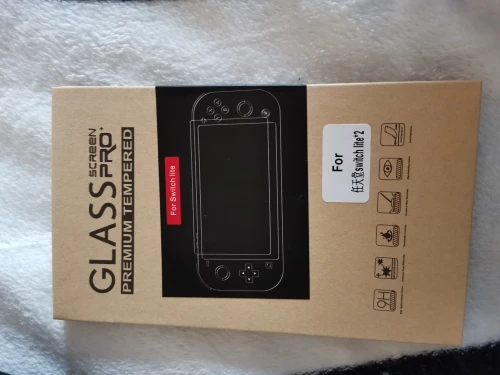 GLASS
SCREEN
PRO+
PREMIUM TEMPERED
For Switch lite
For
任天堂switch lite*2
9H